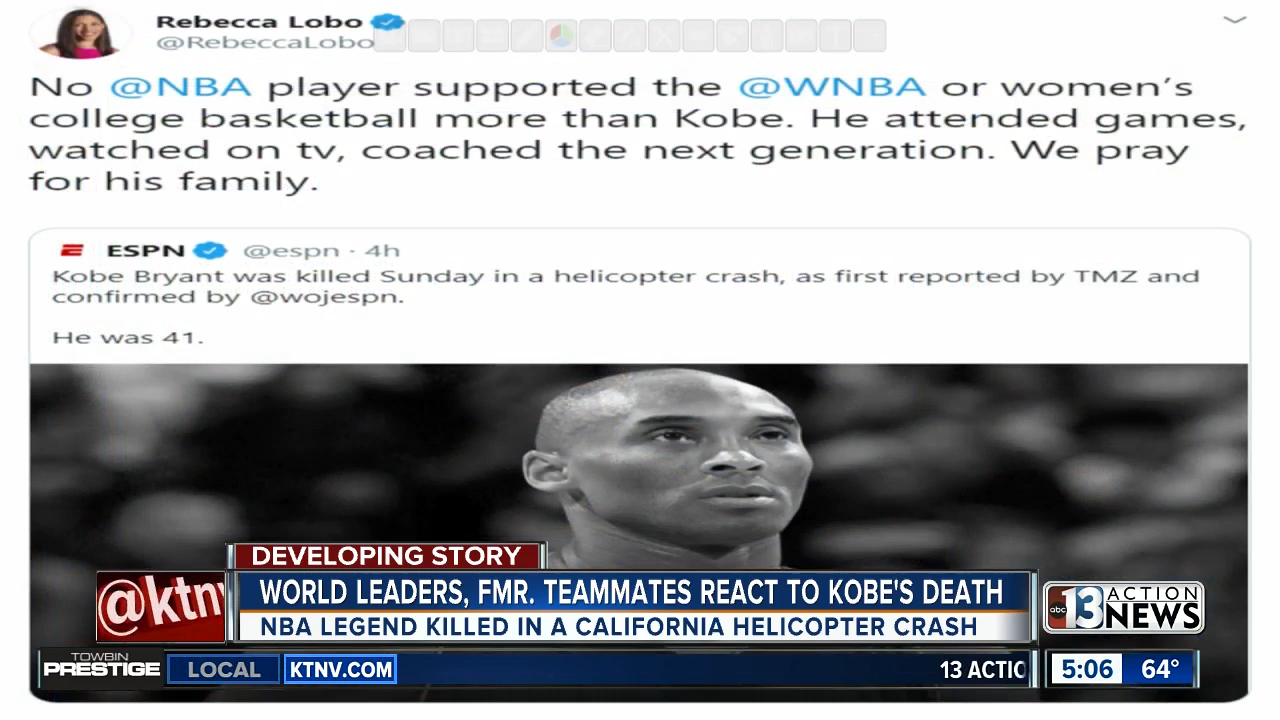 Rebecca Lobo
@RebeccaLobo
No @NBA player supported the @WNBA or women's
college basketball more than Kobe. He attended games,
watched on tv, coached the next generation. We pray
for his family.
ESPN @espn · 4h
Kobe Bryant was killed Sunday in a helicopter crash, as first reported by TMZ and
confirmed by @wojespn.
He was 41.
DEVELOPING STORY
@ktnv
WORLD LEADERS, FMR. TEAMMATES REACT TO KOBE'S DEATH
NBA LEGEND KILLED IN A CALIFORNIA HELICOPTER CRASH
abc 13 ACTION NEWS
TOWBIN
PRESTIGE
LOCAL
KTNV.COM
13 ACTIO
5:06
64°